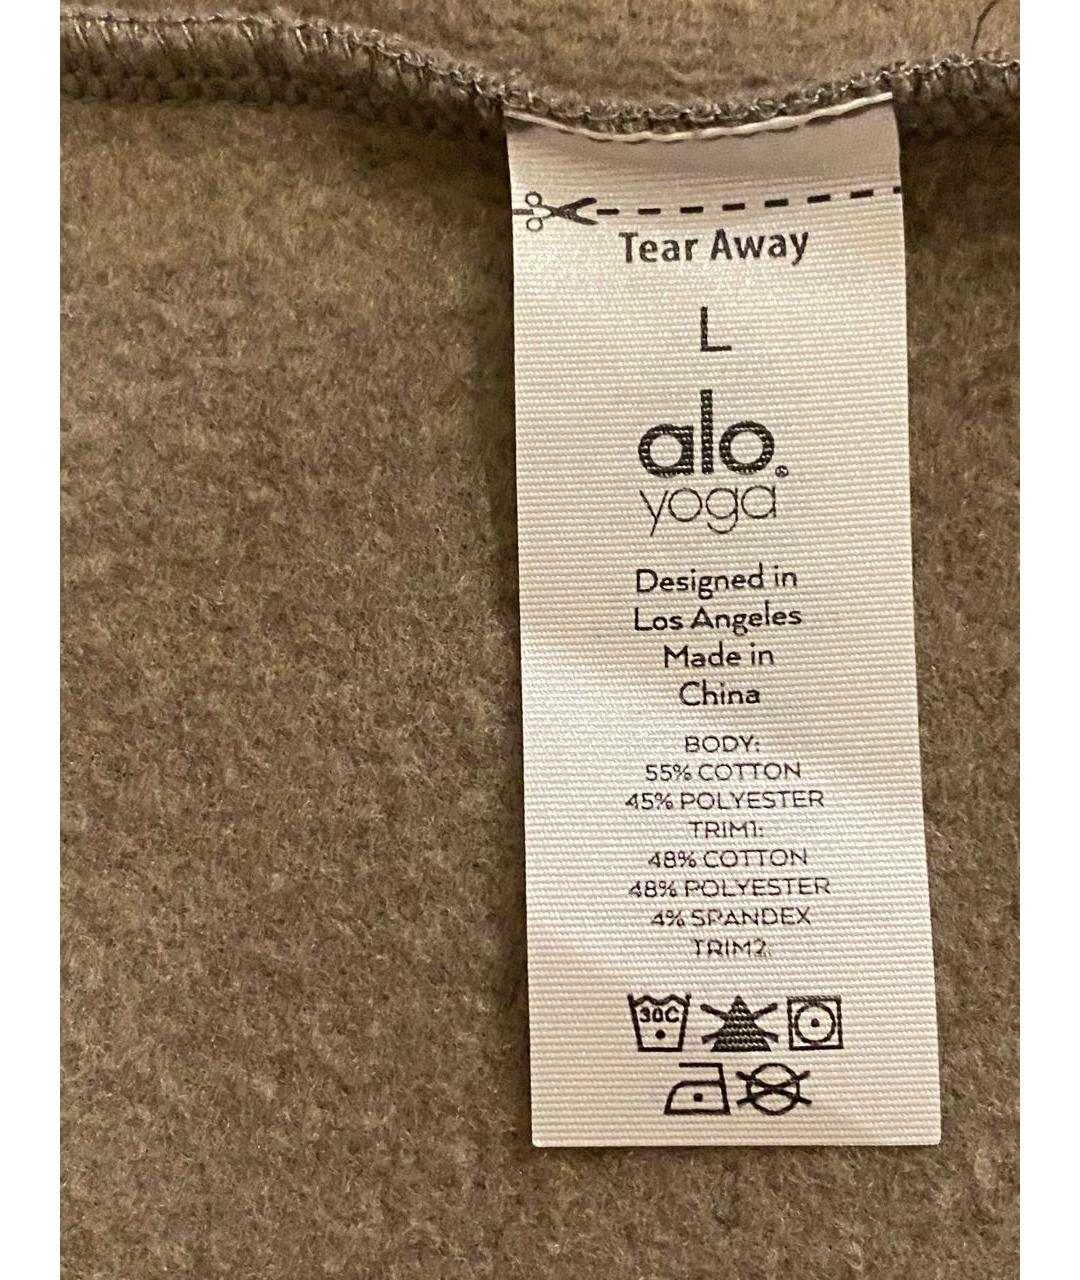 Tear Away
L
alo®
yoga
Designed in
Los Angeles
Made in
China
BODY:
55% COTTON
45% POLYESTER
TRIM1:
48% COTTON
48% POLYESTER
4% SPANDEX
TRIM2:
30C